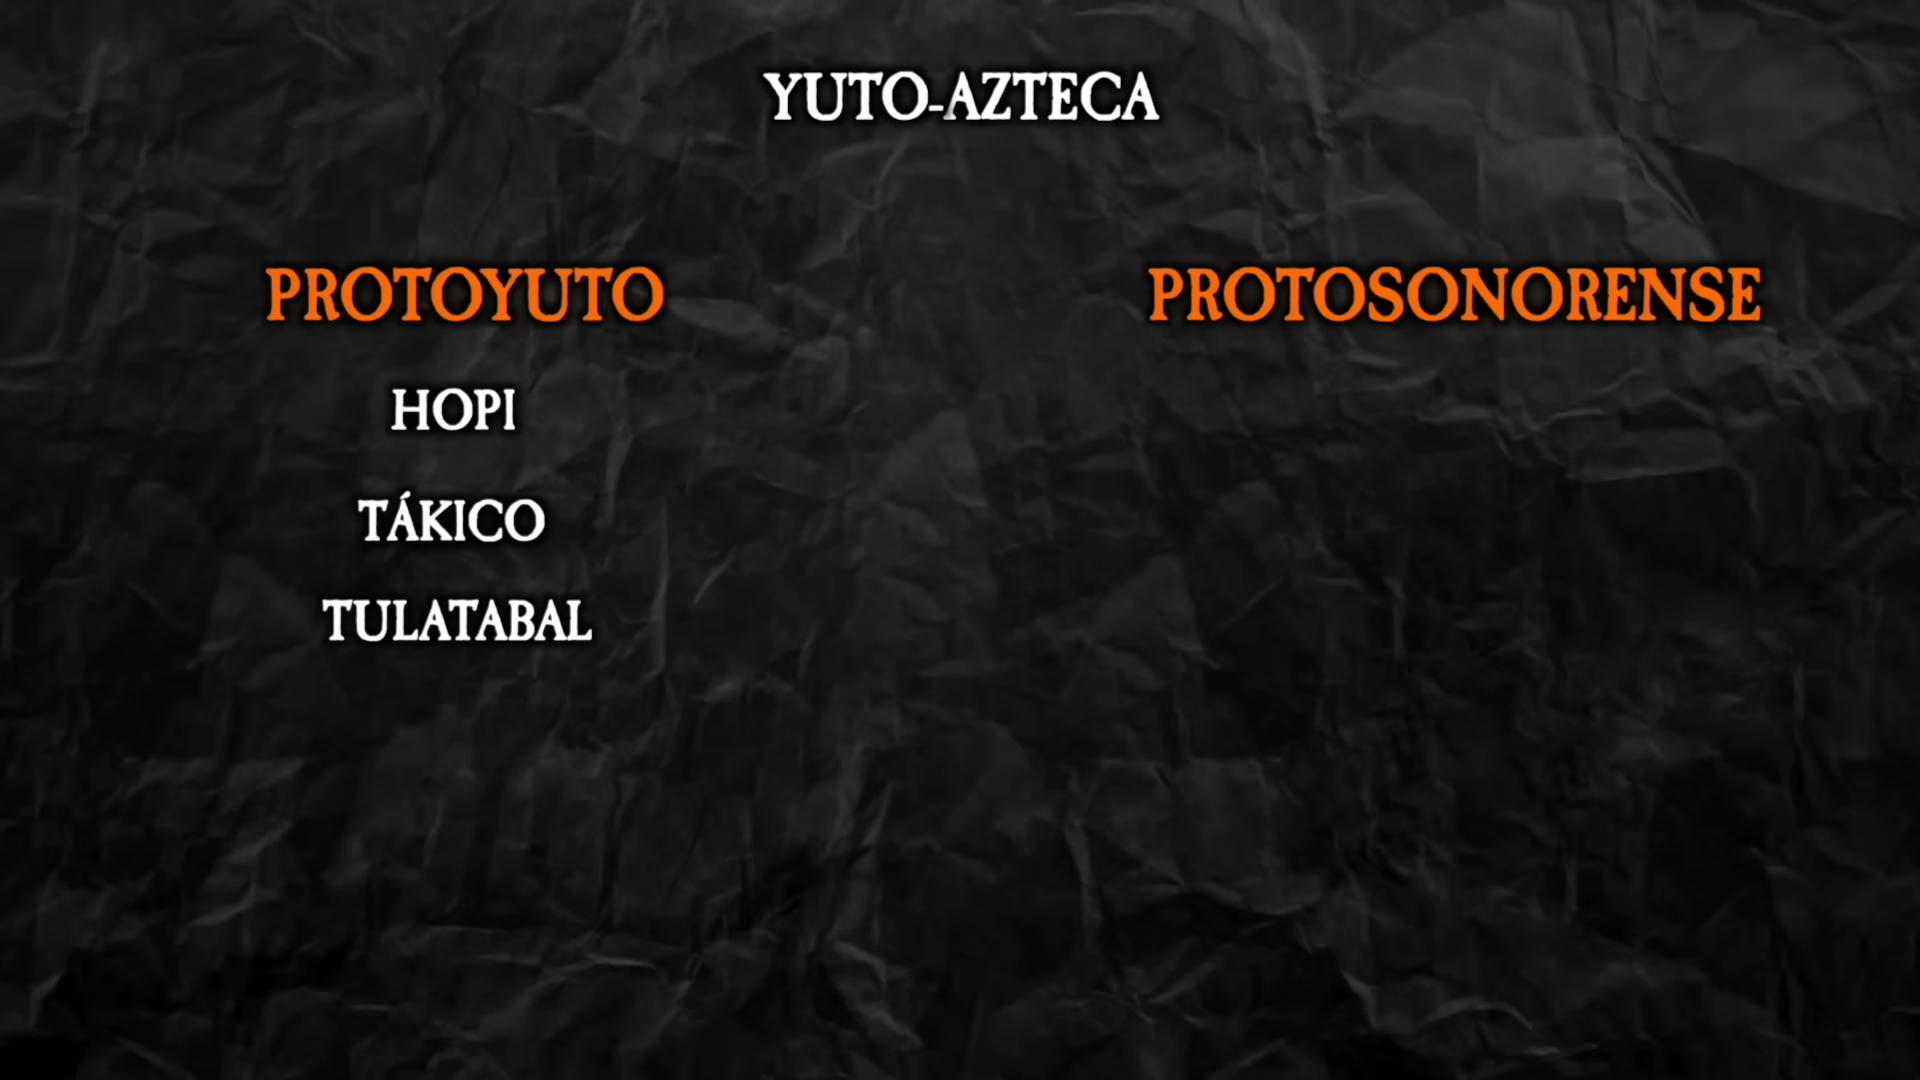 YUTO-AZTECA
PROTOYUTO
PROTOSONORENSE
HOPI
TÁKICO
TULATABAL